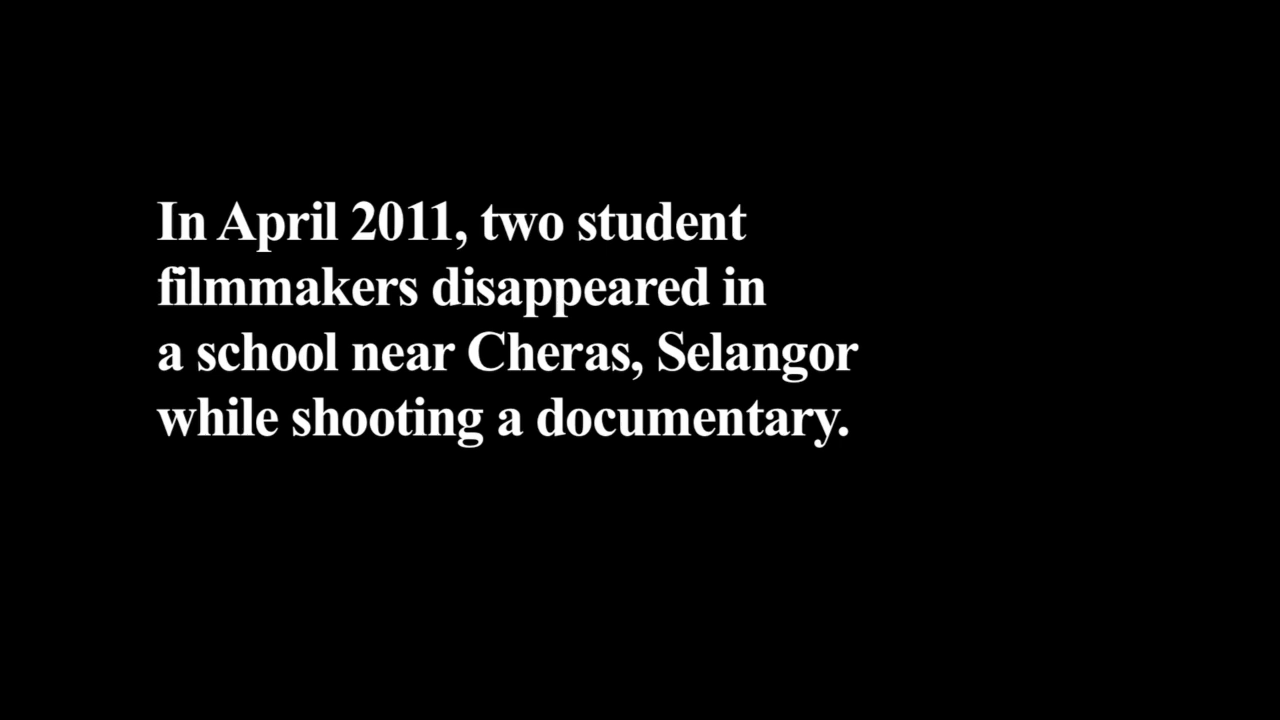 In April 2011, two student
filmmakers disappeared in
a school near Cheras, Selangor
while shooting a documentary.